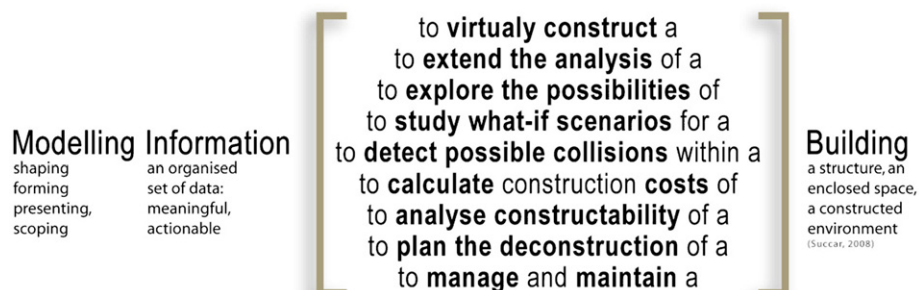 Modelling
shaping
forming
presenting,
scoping
Information
an organised
set of data:
meaningful,
actionable
to virtualy construct a
to extend the analysis of a
to explore the possibilities of
to study what-if scenarios for a
to detect possible collisions within a
to calculate construction costs of
to analyse constructability of a
to plan the deconstruction of a
to manage and maintain a
Building
a structure, an
enclosed space,
a constructed
environment
(Succar, 2008)